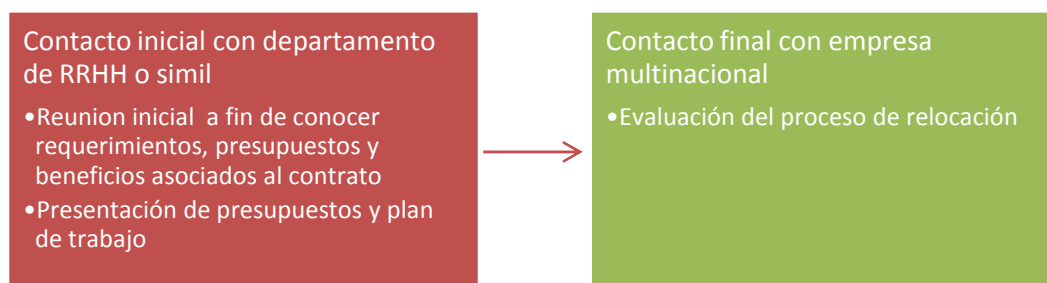 Contacto inicial con departamento
de RRHH o simil
•Reunion inicial a fin de conocer
requerimientos, presupuestos y
beneficios asociados al contrato
•Presentación de presupuestos y plan
de trabajo
Contacto final con empresa
multinacional
•Evaluación del proceso de relocación